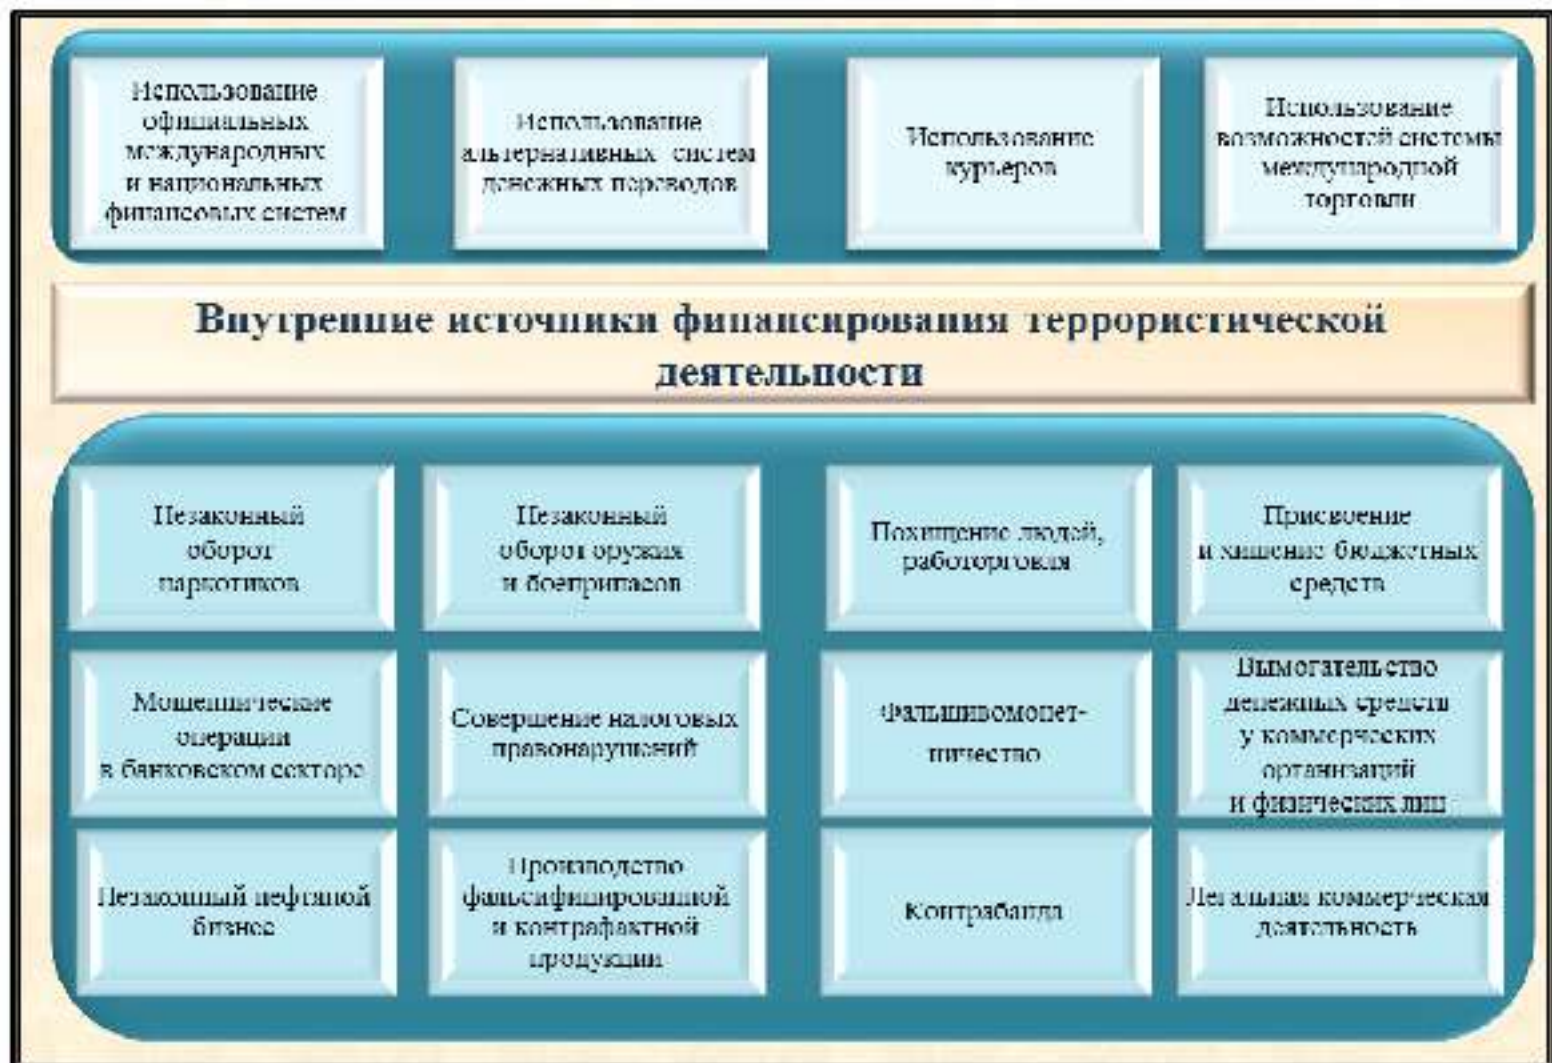 Использование
официальных
международных
и национальных
финансовых систем
Использование
альтернативных систем
денежных переводов
Использование
курьеров
Использование
возможностей системы
международной
торговли
Внутренние источники финансирования террористической
деятельности
Незаконный
оборот
наркотиков
Незаконный
оборот оружия
и боеприпасов
Похищение людей,
работорговля
Присвоение
и хищение бюджетных
средств
Мошеннические
операции
в банковском секторе
Совершение налоговых
правонарушений
Фальшивомонет-
ничество
Вымогательство
денежных средств
у коммерческих
организаций
и физических лиц
Незаконный нефтяной
бизнес
Производство
фальсифицированной
и контрафактной
продукции
Контрабанда
Легальная коммерческая
деятельность